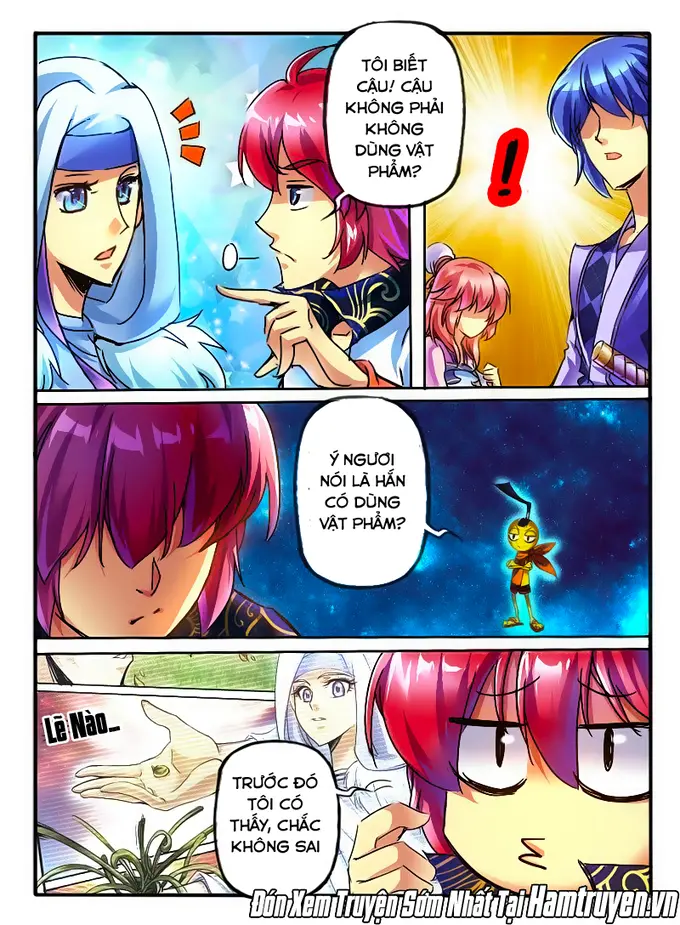 TÔI BIẾT
CẬU! CẬU
KHÔNG PHẢI
KHÔNG
DÙNG VẬT
PHẨM?
!
Ý NGƯƠI
NÓI LÀ HẮN
CÓ DÙNG
VẬT PHẨM?
Lẽ Nào...
TRƯỚC ĐÓ
TÔI CÓ
THẤY, CHẮC
KHÔNG SAI
Đón Xem Truyện Sớm Nhất Tại Hamtruyen.vn